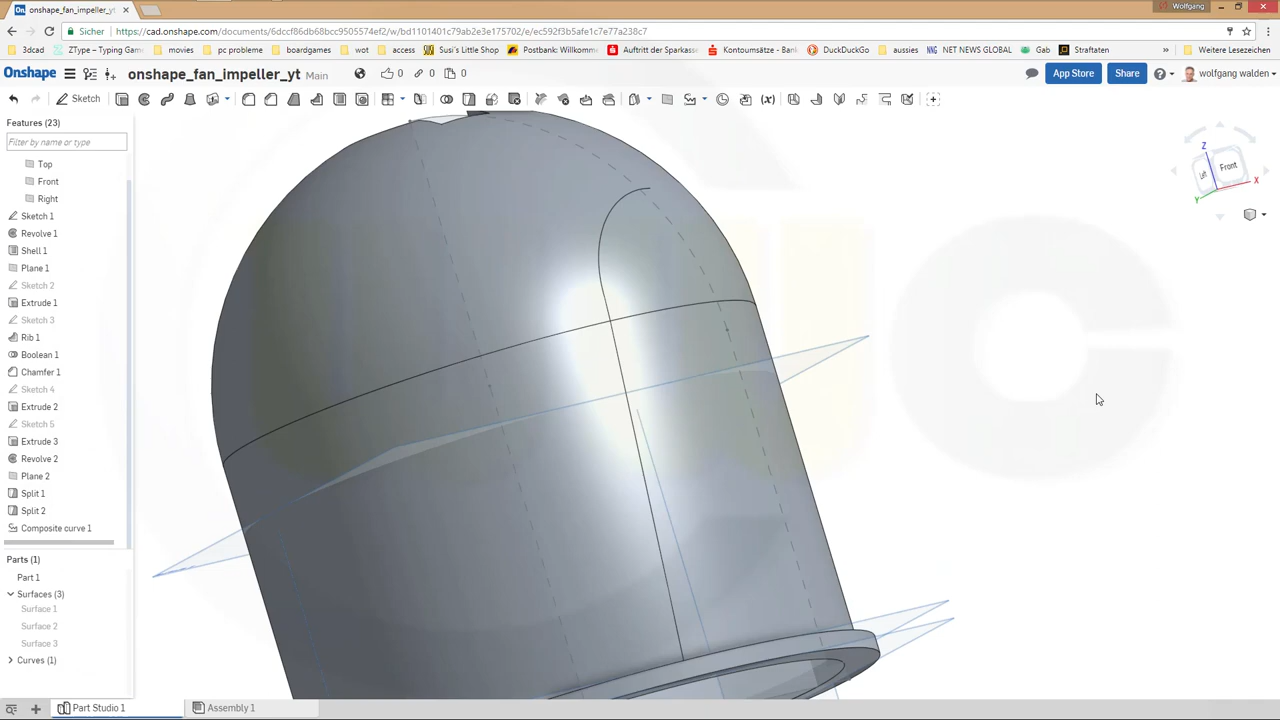 onshape_fan_impeller_yt
Wolfgang
Sicher
https://cad.onshape.com/documents/6dccf86db68bcc9505574ef2/w/bd1101401c79ab2e3e175702/e/ec592f3b5afe1c7e77a238c7
3dcad
ZType – Typing Game
movies
pc probleme
boardgames
wot
access
Susi's Little Shop
Postbank: Willkomm
Auftritt der Sparkasse
Kontoumsätze - Bank
DuckDuckGo
aussies
NET NEWS GLOBAL
Gab
Straftaten
»
Weitere Lesezeichen
Onshape
onshape_fan_impeller_yt Main
0
0
0
App Store
Share
wolfgang walden
Sketch
Features (23)
Filter by name or type
Top
Front
Right
Sketch 1
Revolve 1
Shell 1
Plane 1
Sketch 2
Extrude 1
Sketch 3
Rib 1
Boolean 1
Chamfer 1
Sketch 4
Extrude 2
Sketch 5
Extrude 3
Revolve 2
Plane 2
Split 1
Split 2
Composite curve 1
Parts (1)
Part 1
Surfaces (3)
Surface 1
Surface 2
Surface 3
Curves (1)
Z
Left
Front
X
Y
Part Studio 1
Assembly 1